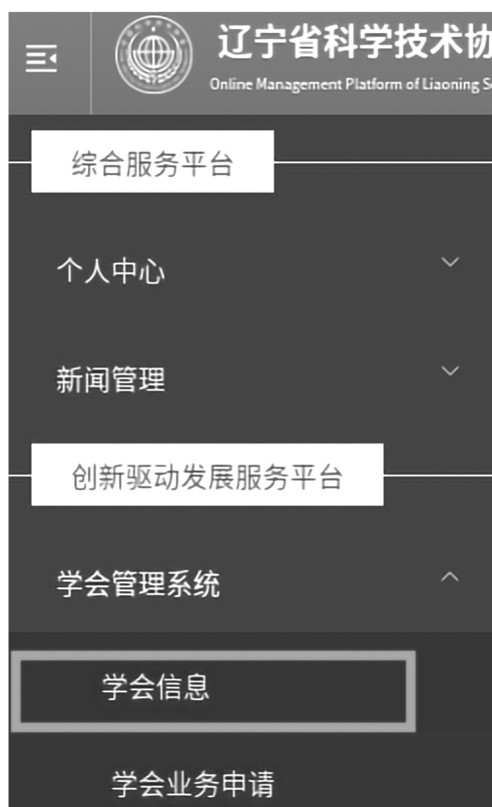 辽宁省科学技术协
Online Management Platform of Liaoning S
综合服务平台
个人中心
新闻管理
创新驱动发展服务平台
学会管理系统
学会信息
学会业务申请